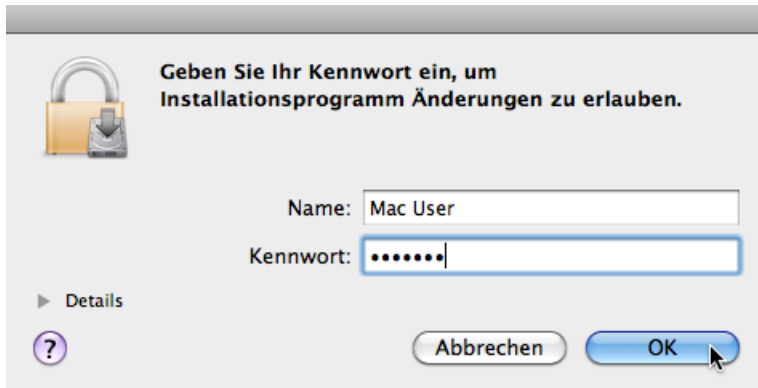 Geben Sie Ihr Kennwort ein, um
Installationsprogramm Änderungen zu erlauben.
Name: Mac User
Kennwort: •••••••
Details
?
Abbrechen OK